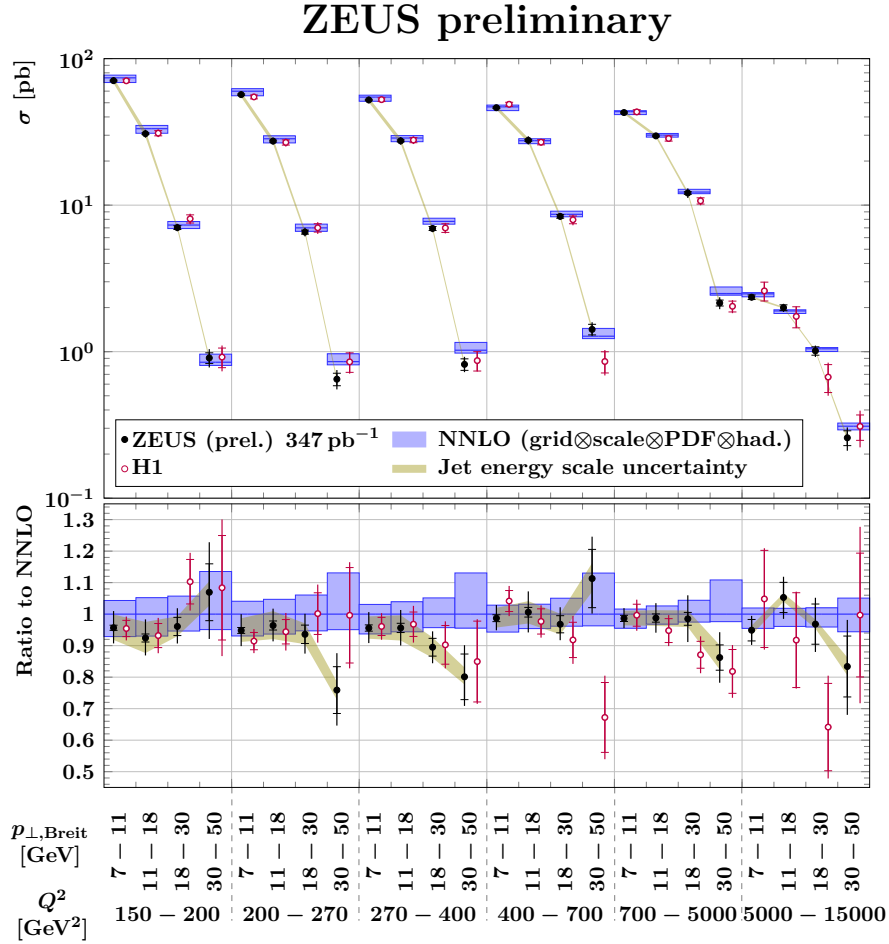 ZEUS preliminary
σ [pb]
10²
10¹
10⁰
10⁻¹
ZEUS (prel.) 347 pb⁻¹
H1
NNLO (grid⊗scale⊗PDF⊗had.)
Jet energy scale uncertainty
Ratio to NNLO
1.3
1.2
1.1
1.0
0.9
0.8
0.7
0.6
0.5
p⊥,Breit
[GeV]
7 − 11 11 − 18 18 − 30 30 − 50 7 − 11 11 − 18 18 − 30 30 − 50 7 − 11 11 − 18 18 − 30 30 − 50 7 − 11 11 − 18 18 − 30 30 − 50 7 − 11 11 − 18 18 − 30 30 − 50 7 − 11 11 − 18 18 − 30 30 − 50
Q²
[GeV²]
150 − 200 200 − 270 270 − 400 400 − 700 700 − 5000 5000 − 15000